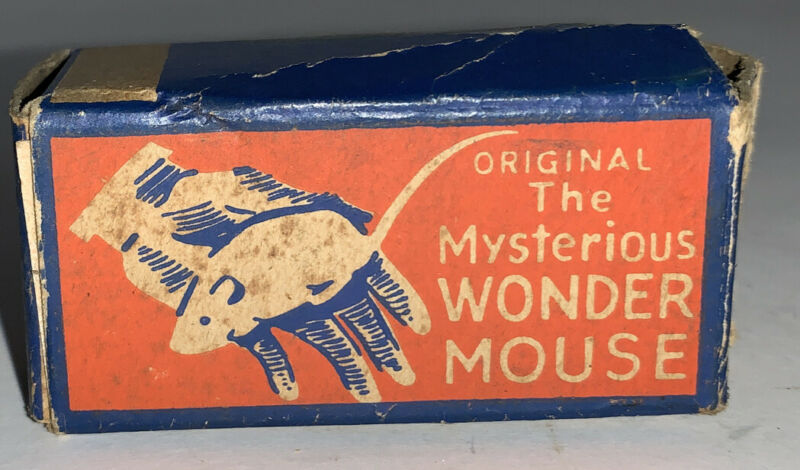 ORIGINAL
The
Mysterious
WONDER
MOUSE